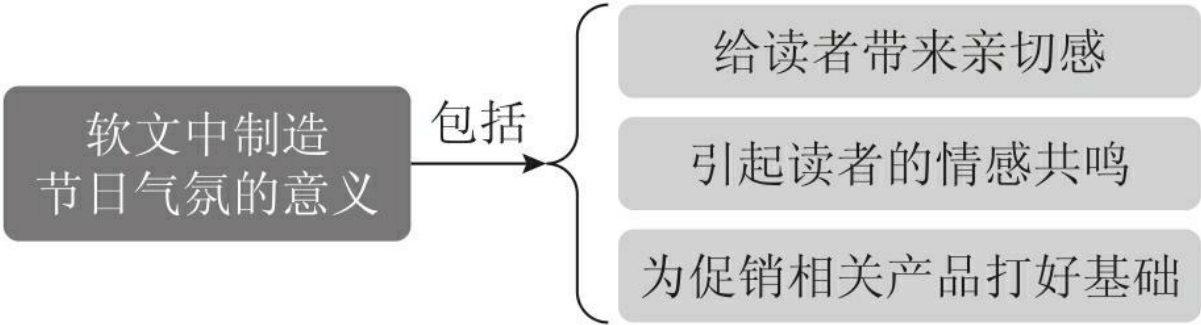 软文中制造
节日气氛的意义
包括
给读者带来亲切感
引起读者的情感共鸣
为促销相关产品打好基础